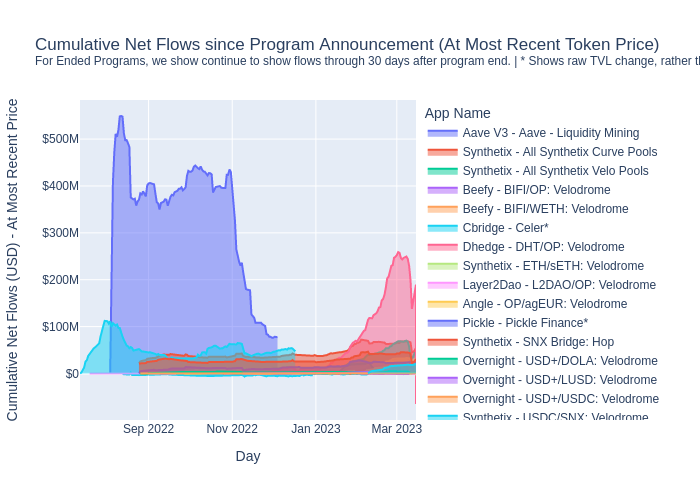 Cumulative Net Flows since Program Announcement (At Most Recent Token Price)
For Ended Programs, we show continue to show flows through 30 days after program end. | * Shows raw TVL change, rather
Cumulative Net Flows (USD) - At Most Recent Price
$500M
$400M
$300M
$200M
$100M
$0
Sep 2022
Nov 2022
Jan 2023
Mar 2023
Day
App Name
Aave V3 - Aave - Liquidity Mining
Synthetix - All Synthetix Curve Pools
Synthetix - All Synthetix Velo Pools
Beefy - BIFI/OP: Velodrome
Beefy - BIFI/WETH: Velodrome
Cbridge - Celer*
Dhedge - DHT/OP: Velodrome
Synthetix - ETH/sETH: Velodrome
Layer2Dao - L2DAO/OP: Velodrome
Angle - OP/agEUR: Velodrome
Pickle - Pickle Finance*
Synthetix - SNX Bridge: Hop
Overnight - USD+/DOLA: Velodrome
Overnight - USD+/LUSD: Velodrome
Overnight - USD+/USDC: Velodrome
Synthetix - USDC/SNX: Velodrome